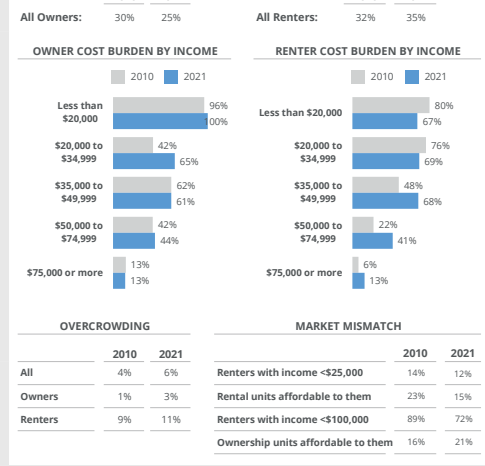 All Owners: 30% 25%
All Renters: 32% 35%
OWNER COST BURDEN BY INCOME
2010 2021
Less than
$20,000
96%
100%
$20,000 to
$34,999
42%
65%
$35,000 to
$49,999
62%
61%
$50,000 to
$74,999
42%
44%
$75,000 or more
13%
13%
RENTER COST BURDEN BY INCOME
2010 2021
Less than $20,000
80%
67%
$20,000 to
$34,999
76%
69%
$35,000 to
$49,999
48%
68%
$50,000 to
$74,999
22%
41%
$75,000 or more
6%
13%
OVERCROWDING
2010 2021
All 4% 6%
Owners 1% 3%
Renters 9% 11%
MARKET MISMATCH
2010 2021
Renters with income <$25,000 14% 12%
Rental units affordable to them 23% 15%
Renters with income <$100,000 89% 72%
Ownership units affordable to them 16% 21%